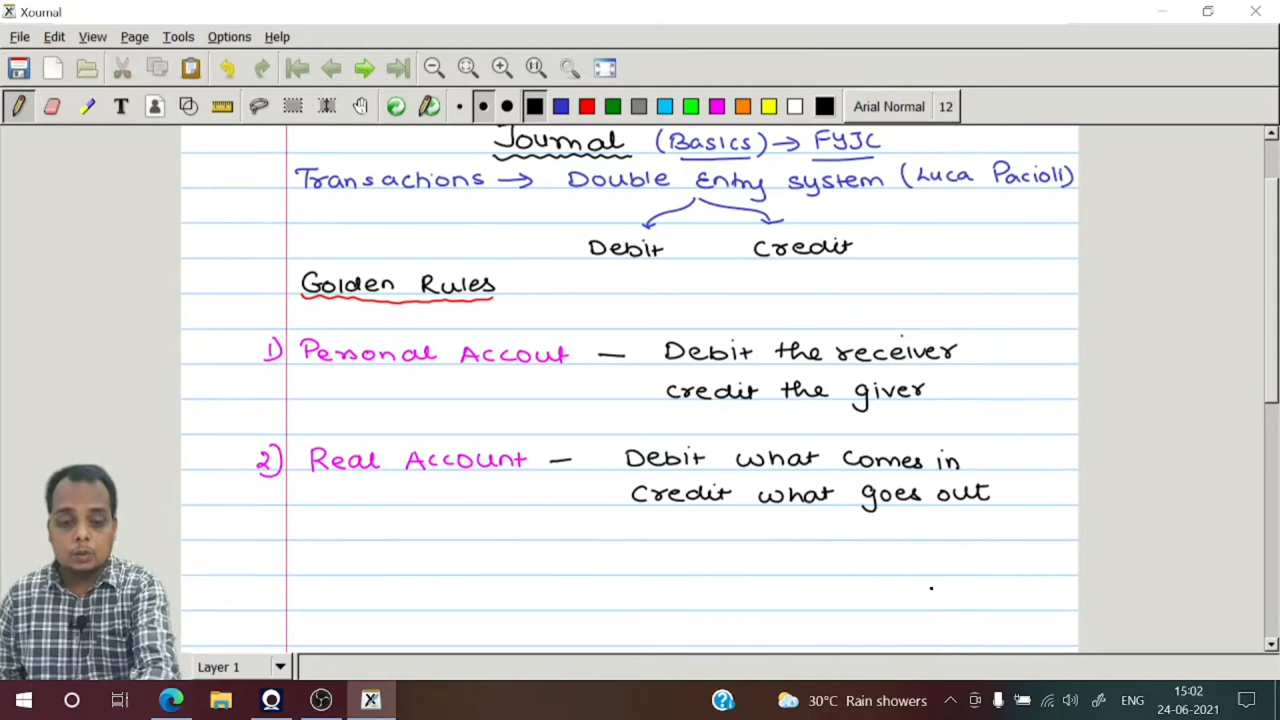 Xournal
File Edit View Page Tools Options Help
Arial Normal 12
Journal (Basics) → FYJC
Transactions → Double Entry system (Luca Pacioli)
Debit Credit
Golden Rules
1) Personal Accout — Debit the receiver
credit the giver
2) Real Account — Debit what comes in
Credit what goes out
Layer 1
30°C Rain showers ENG 15:02
24-06-2021